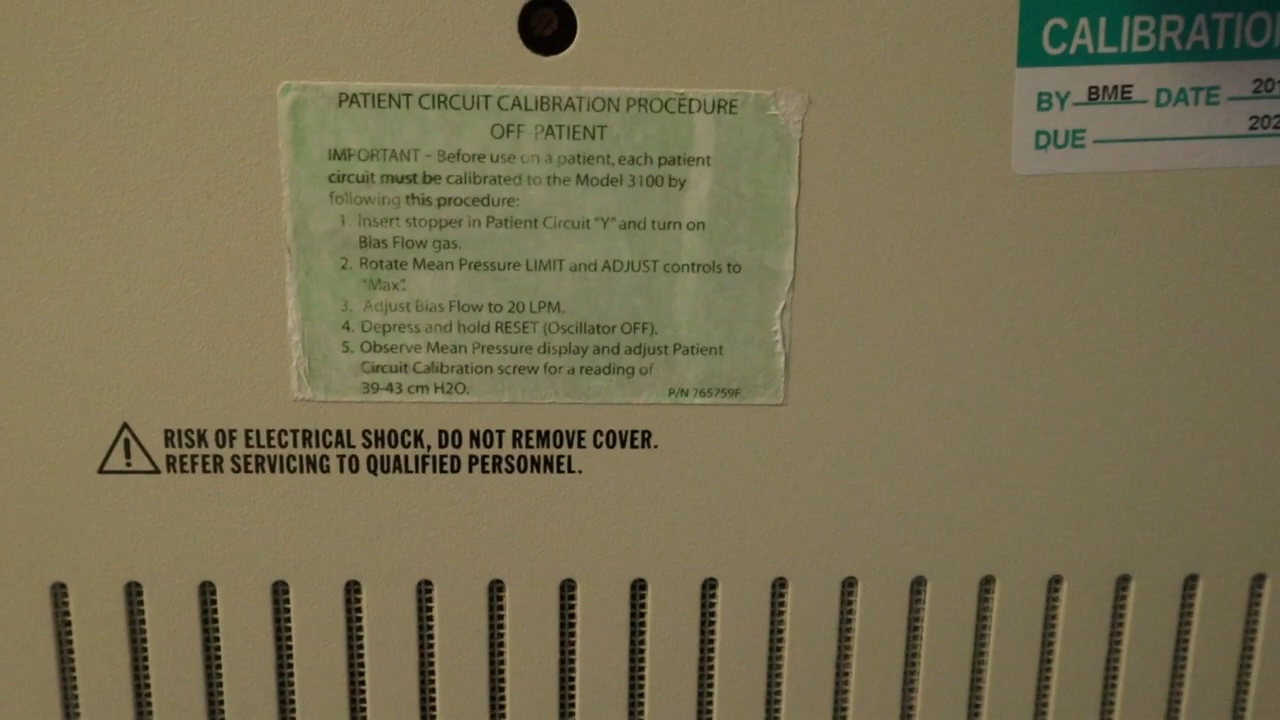 PATIENT CIRCUIT CALIBRATION PROCEDURE
OFF PATIENT
IMPORTANT - Before use on a patient, each patient
circuit must be calibrated to the Model 3100 by
following this procedure:
1. Insert stopper in Patient Circuit "Y" and turn on
Bias Flow gas.
2. Rotate Mean Pressure LIMIT and ADJUST controls to
"Max".
3. Adjust Bias Flow to 20 LPM.
4. Depress and hold RESET (Oscillator OFF).
5. Observe Mean Pressure display and adjust Patient
Circuit Calibration screw for a reading of
39-43 cm H2O.
P/N 765759F
RISK OF ELECTRICAL SHOCK, DO NOT REMOVE COVER.
REFER SERVICING TO QUALIFIED PERSONNEL.
CALIBRATIO
BY BME DATE 201
DUE 202